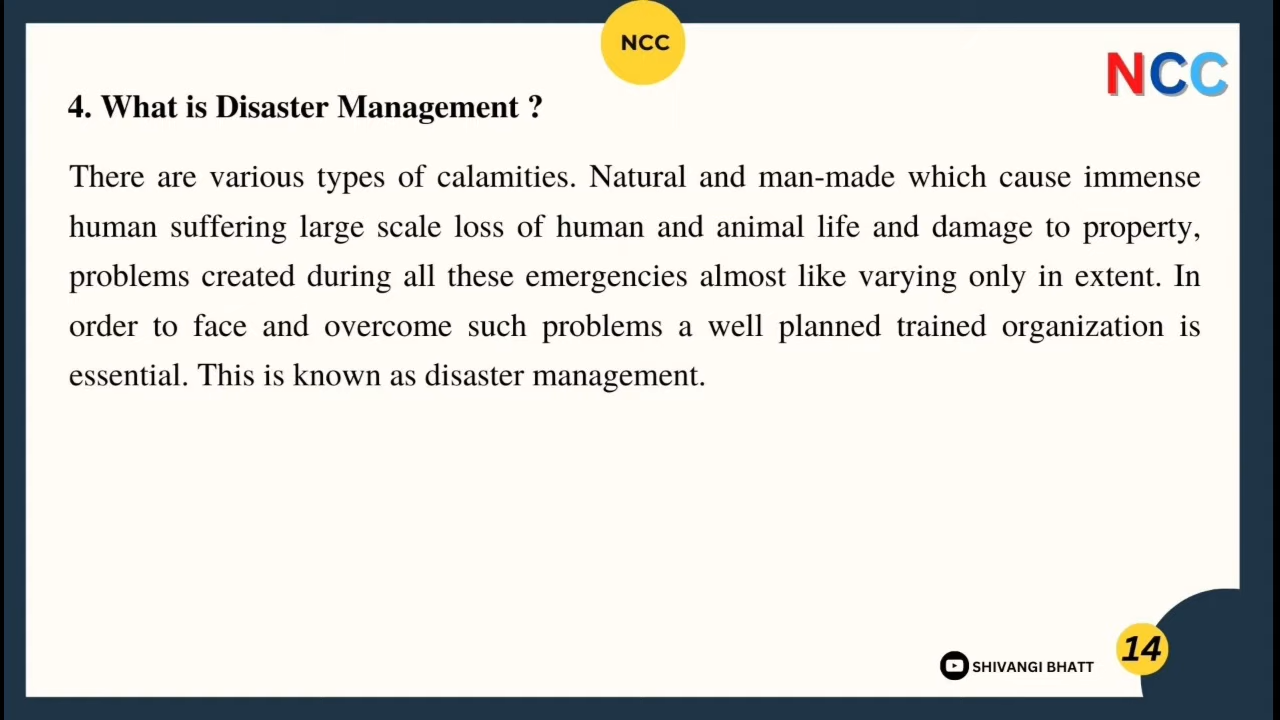 NCC
NCC
4. What is Disaster Management ?
There are various types of calamities. Natural and man-made which cause immense
human suffering large scale loss of human and animal life and damage to property,
problems created during all these emergencies almost like varying only in extent. In
order to face and overcome such problems a well planned trained organization is
essential. This is known as disaster management.
SHIVANGI BHATT
14